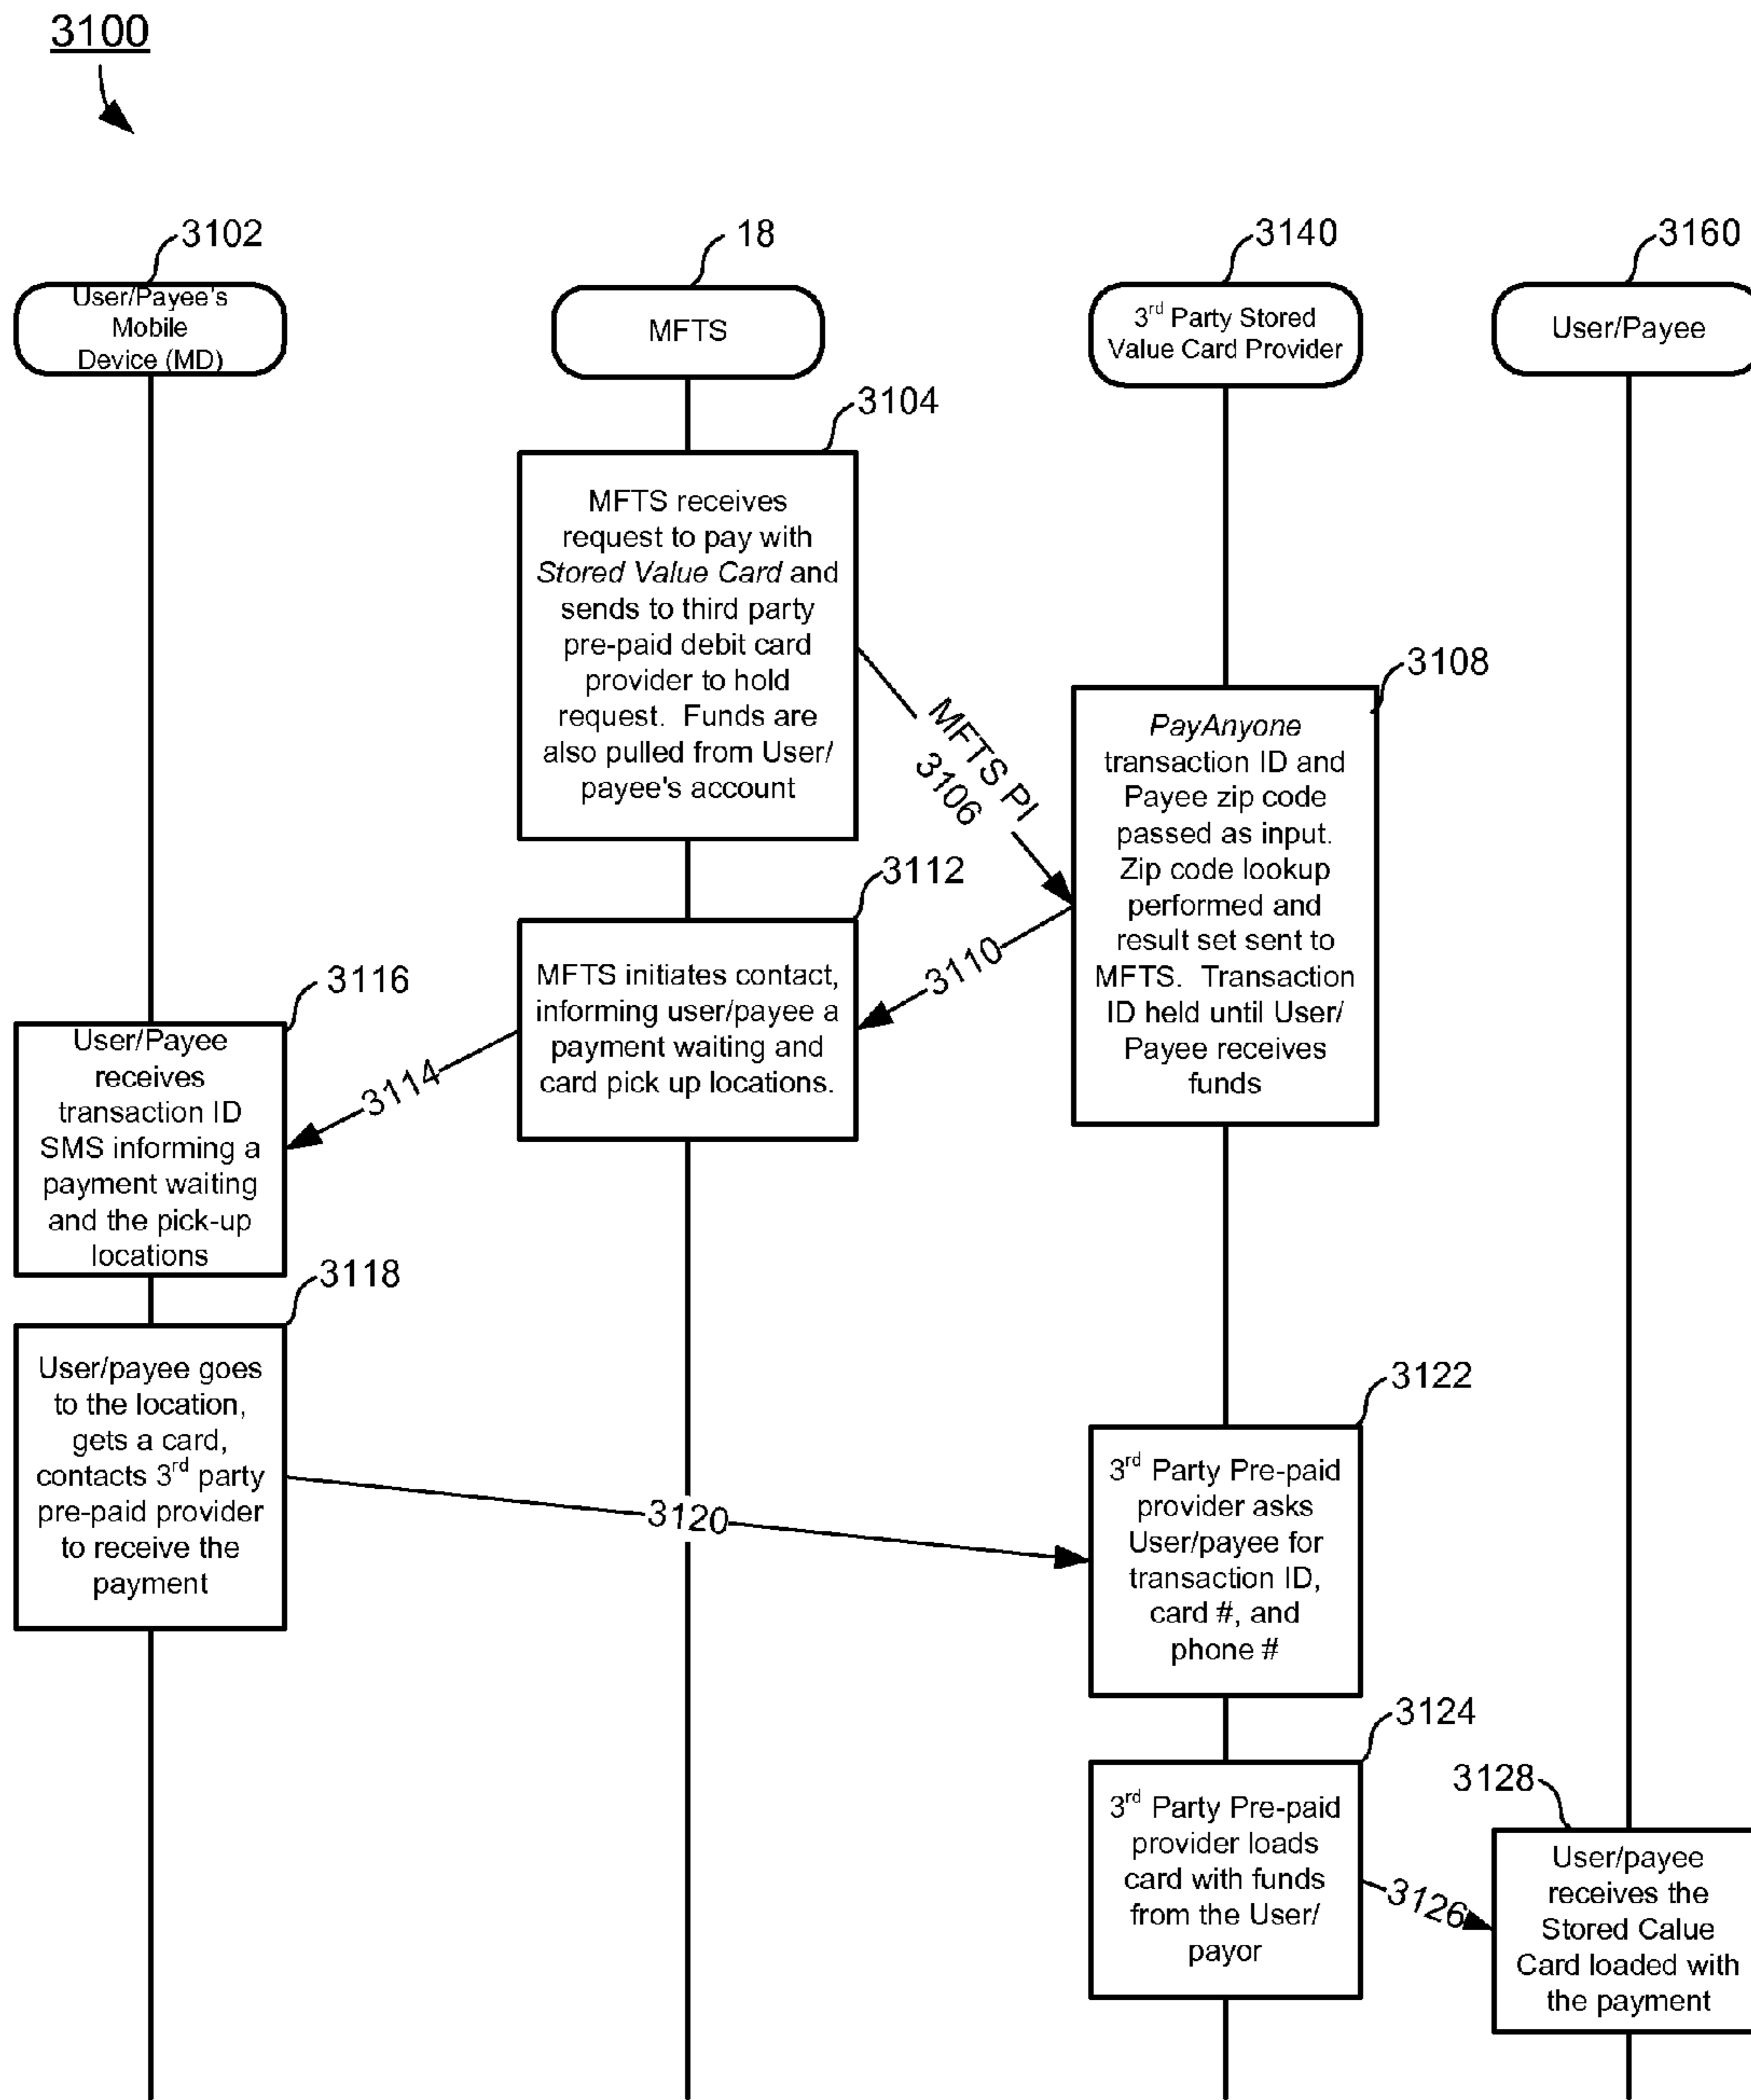 3100
3102
18
3140
3160
User/Payee's
Mobile
Device (MD)
MFTS
3rd Party Stored
Value Card Provider
User/Payee
3104
MFTS receives
request to pay with
Stored Value Card and
sends to third party
pre-paid debit card
provider to hold
request. Funds are
also pulled from User/
payee's account
MFTS PI
3106
3108
PayAnyone
transaction ID and
Payee zip code
passed as input.
Zip code lookup
performed and
result set sent to
MFTS. Transaction
ID held until User/
Payee receives
funds
3110
3112
MFTS initiates contact,
informing user/payee a
payment waiting and
card pick up locations.
3114
3116
User/Payee
receives
transaction ID
SMS informing a
payment waiting
and the pick-up
locations
3118
User/payee goes
to the location,
gets a card,
contacts 3rd party
pre-paid provider
to receive the
payment
3120
3122
3rd Party Pre-paid
provider asks
User/payee for
transaction ID,
card #, and
phone #
3124
3rd Party Pre-paid
provider loads
card with funds
from the User/
payor
3126
3128
User/payee
receives the
Stored Calue
Card loaded with
the payment